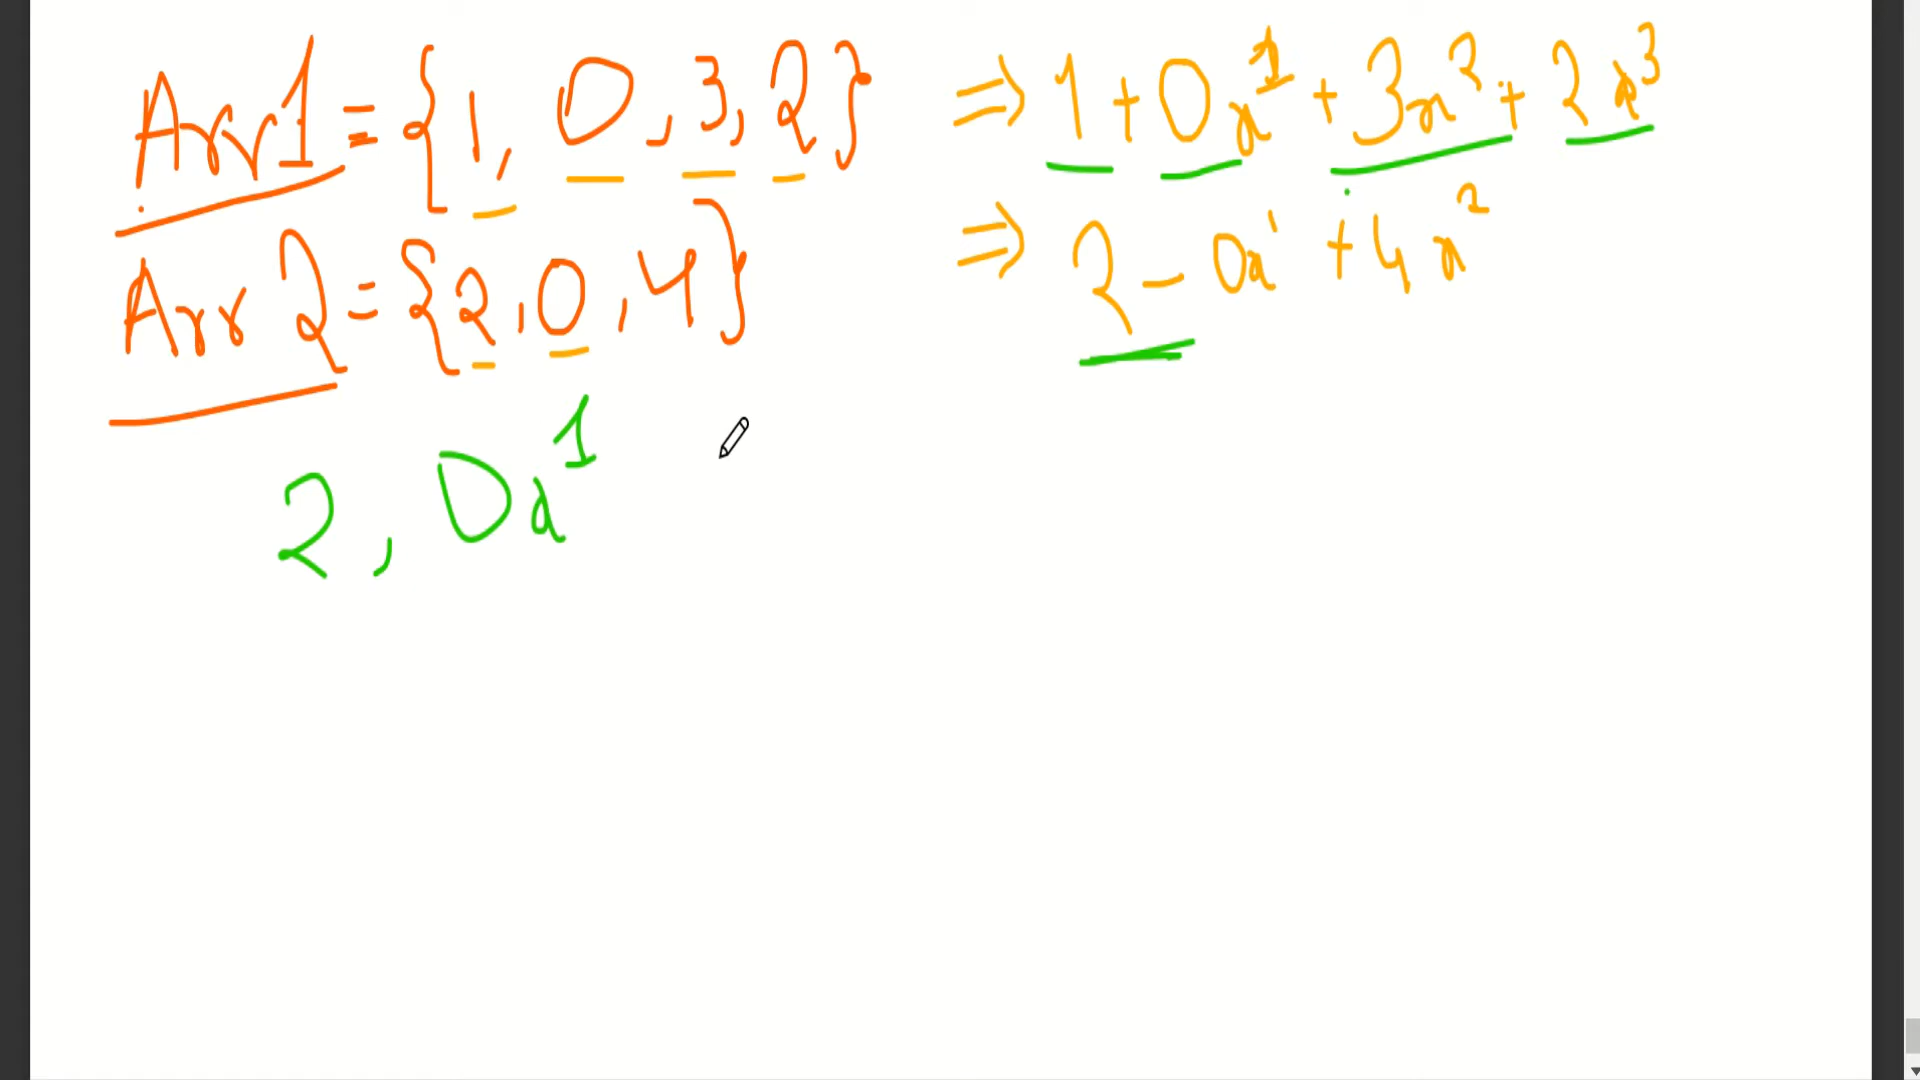 Arr1 = {1, 0, 3, 2} ⇒ 1 + 0x¹ + 3x² + 2x³
Arr2 = {2, 0, 4} ⇒ 2 - 0x¹ + 4x²
2, 0x¹